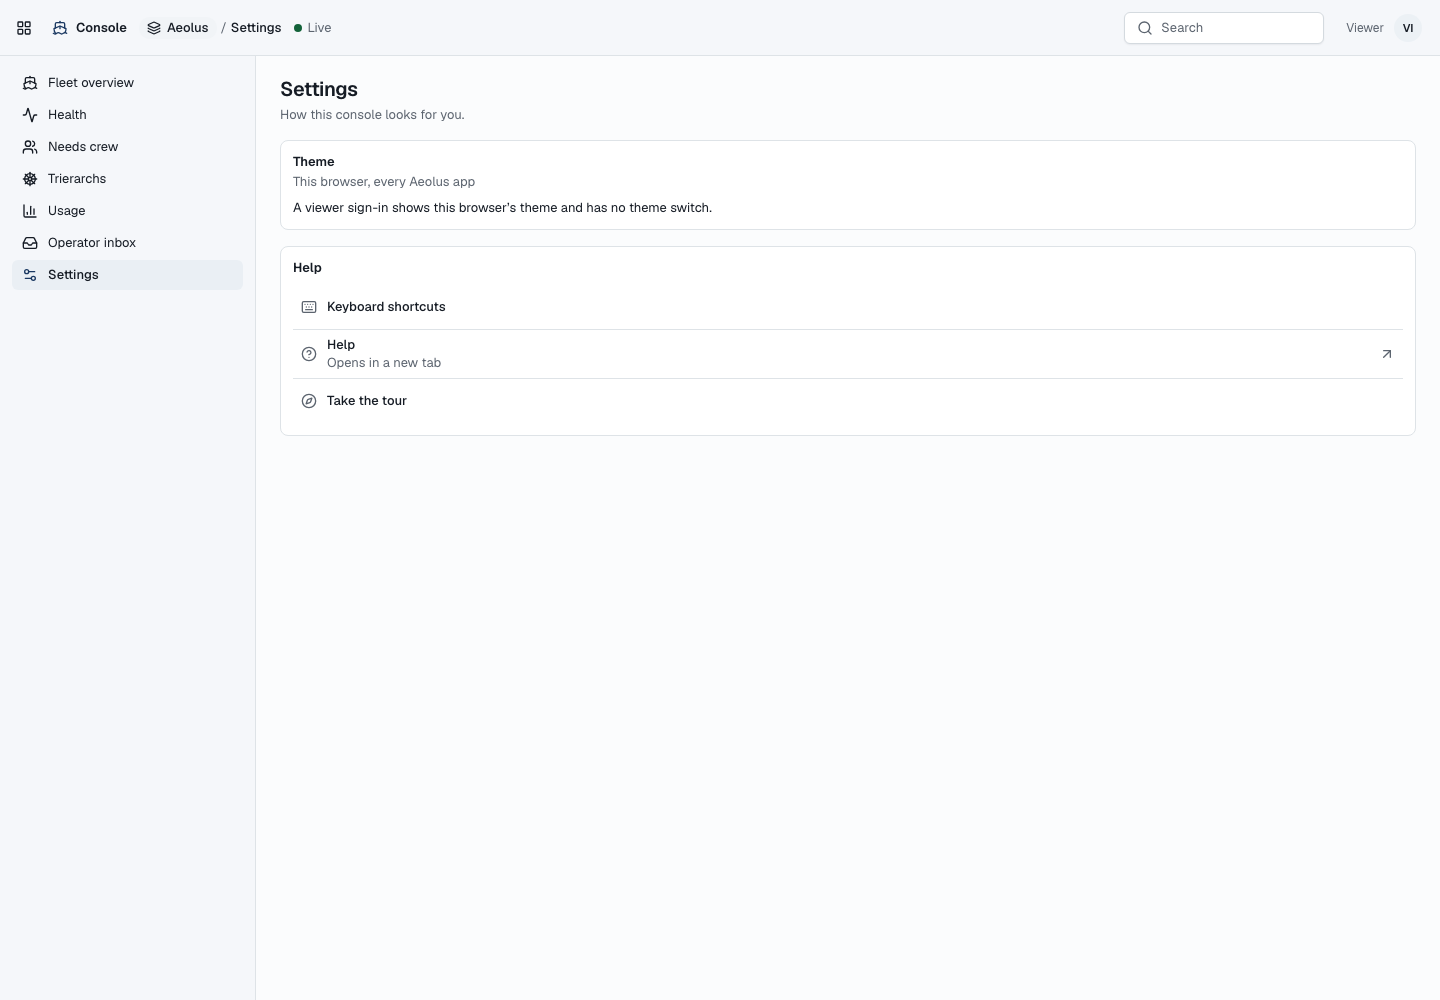 Console
Aeolus / Settings
Live
Search
Viewer
VI
Fleet overview
Health
Needs crew
Trierarchs
Usage
Operator inbox
Settings
Settings
How this console looks for you.
Theme
This browser, every Aeolus app
A viewer sign-in shows this browser's theme and has no theme switch.
Help
Keyboard shortcuts
Help
Opens in a new tab
Take the tour